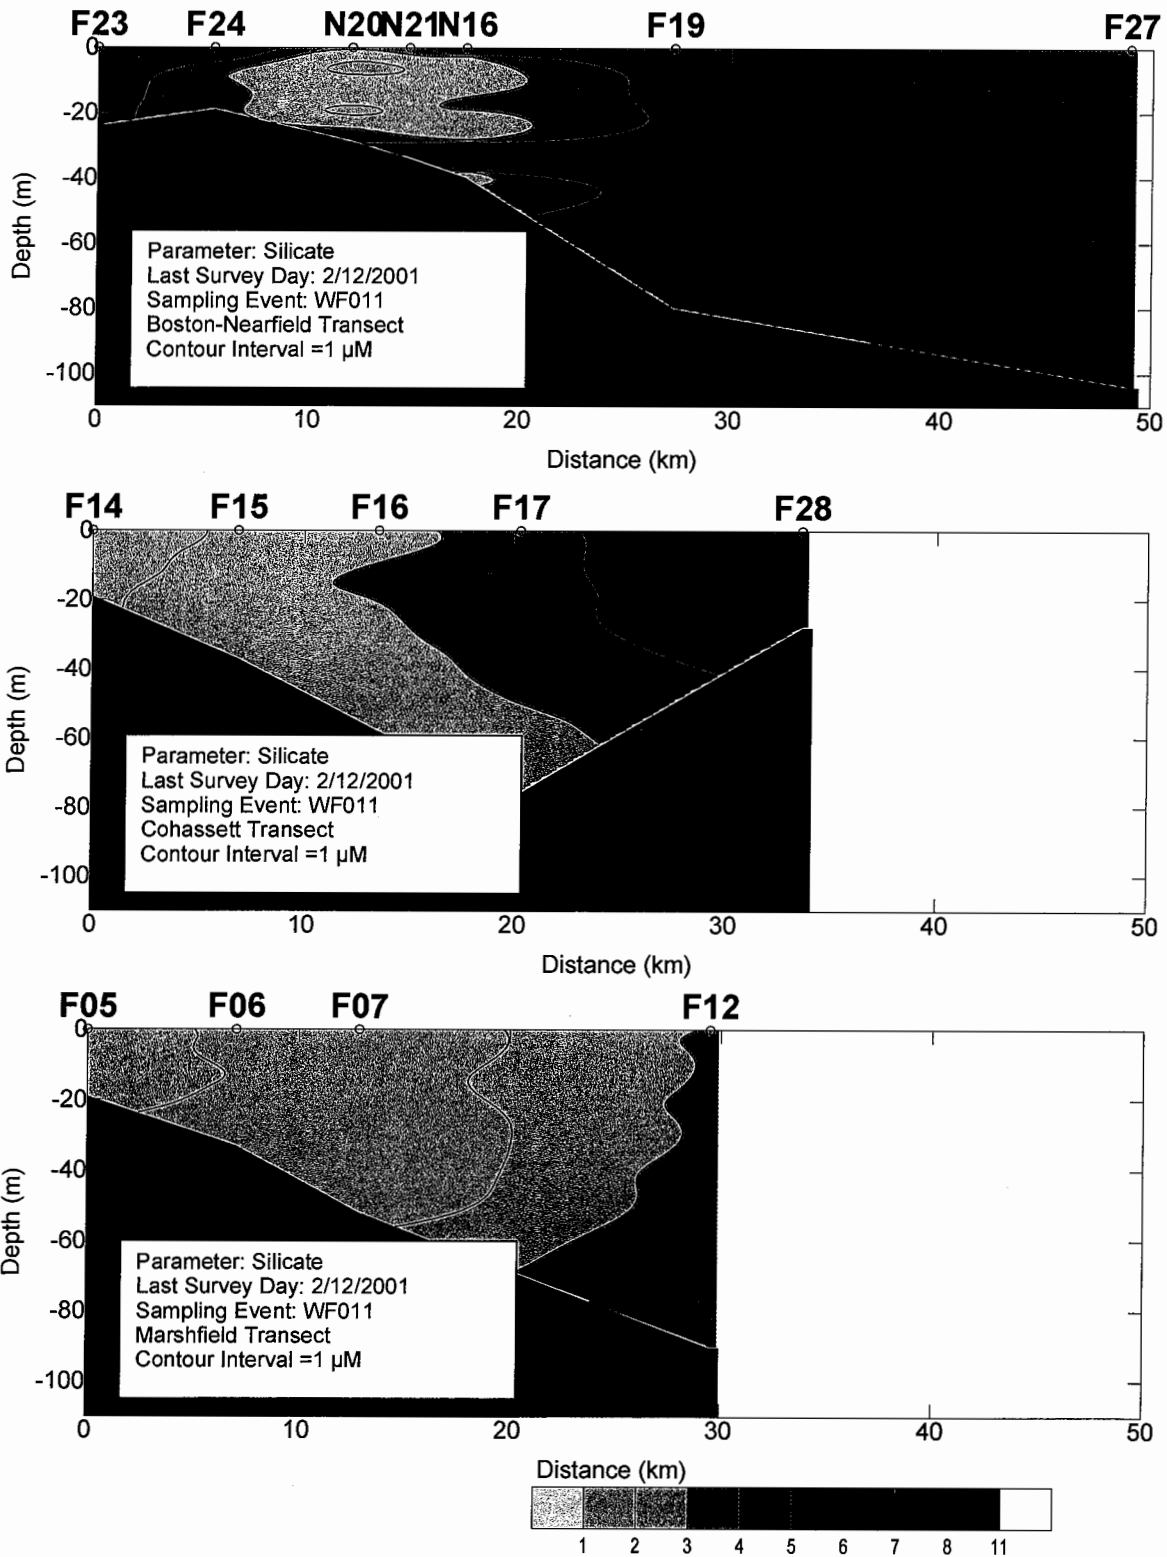 F23 F24 N20 N21 N16 F19 F27
0
-20
-40
-60
-80
-100
Depth (m)
Parameter: Silicate
Last Survey Day: 2/12/2001
Sampling Event: WF011
Boston-Nearfield Transect
Contour Interval =1 µM
0 10 20 30 40 50
Distance (km)
F14 F15 F16 F17 F28
0
-20
-40
-60
-80
-100
Depth (m)
Parameter: Silicate
Last Survey Day: 2/12/2001
Sampling Event: WF011
Cohassett Transect
Contour Interval =1 µM
0 10 20 30 40 50
Distance (km)
F05 F06 F07 F12
0
-20
-40
-60
-80
-100
Depth (m)
Parameter: Silicate
Last Survey Day: 2/12/2001
Sampling Event: WF011
Marshfield Transect
Contour Interval =1 µM
0 10 20 30 40 50
Distance (km)
1 2 3 4 5 6 7 8 11